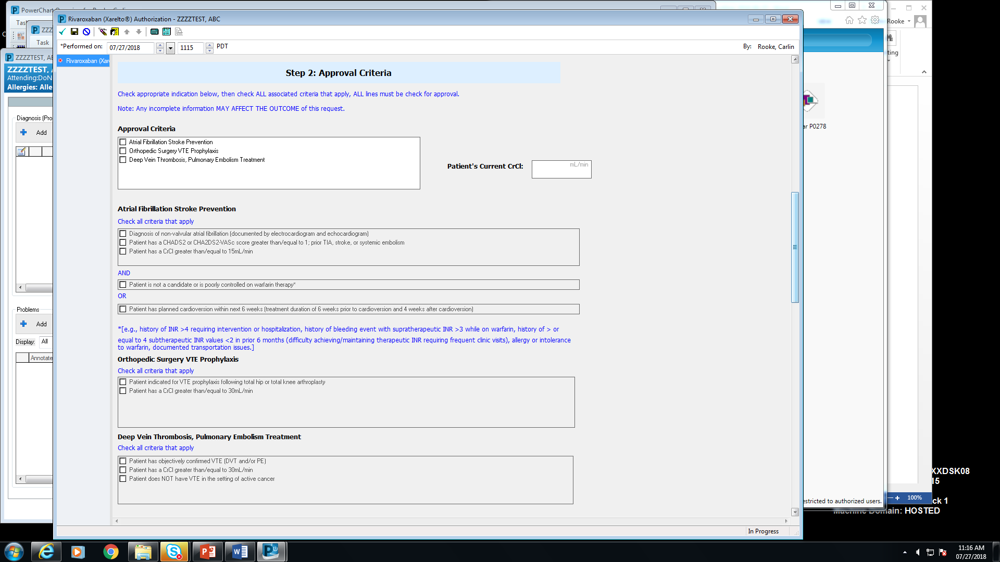 PowerChart Organizer for Rooke, Carlin
Rivaroxaban (Xarelto®) Authorization - ZZZZTEST, ABC
Tas
ZZZ
Task
*Performed on:
07/27/2018
1115
PDT
By:
Rooke, Carlin
Rooke
ting
ZZZZTEST, AB
Rivaroxaban (Xar
ZZZZTEST,
Attending:DoN
Allergies: Alle
Step 2: Approval Criteria
Check appropriate indication below, then check ALL associated criteria that apply, ALL lines must be check for approval.
Note: Any incomplete information MAY AFFECT THE OUTCOME of this request.
Diagnosis (Pro
Add
ar P0278
Approval Criteria
Atrial Fibrillation Stroke Prevention
Orthopedic Surgery VTE Prophylaxis
Deep Vein Thrombosis, Pulmonary Embolism Treatment
Patient's Current CrCl:
mL/min
Atrial Fibrillation Stroke Prevention
Check all criteria that apply
Diagnosis of non-valvular atrial fibrillation (documented by electrocardiogram and echocardiogram)
Patient has a CHADS2 or CHA2DS2-VASc score greater than/equal to 1; prior TIA, stroke, or systemic embolism
Patient has a CrCl greater than/equal to 15mL/min
AND
Patient is not a candidate or is poorly controlled on warfarin therapy*
OR
Patient has planned cardioversion within next 6 weeks (treatment duration of 6 weeks prior to cardioversion and 4 weeks after cardioversion)
Problems
Add
Display:
All
Annotate
*[e.g., history of INR >4 requiring intervention or hospitalization, history of bleeding event with supratherapeutic INR >3 while on warfarin, history of > or
equal to 4 subtherapeutic INR values <2 in prior 6 months (difficulty achieving/maintaining therapeutic INR requiring frequent clinic visits), allergy or intolerance
to warfarin, documented transportation issues.]
Orthopedic Surgery VTE Prophylaxis
Check all criteria that apply
Patient indicated for VTE prophylaxis following total hip or total knee arthroplasty
Patient has a CrCl greater than/equal to 30mL/min
Deep Vein Thrombosis, Pulmonary Embolism Treatment
Check all criteria that apply
Patient has objectively confirmed VTE (DVT and/or PE)
Patient has a CrCl greater than/equal to 30mL/min
Patient does NOT have VTE in the setting of active cancer
XXDSK08
15
100%
estricted to authorized users.
ck 1
Machine Domain: HOSTED
In Progress
11:16 AM
07/27/2018